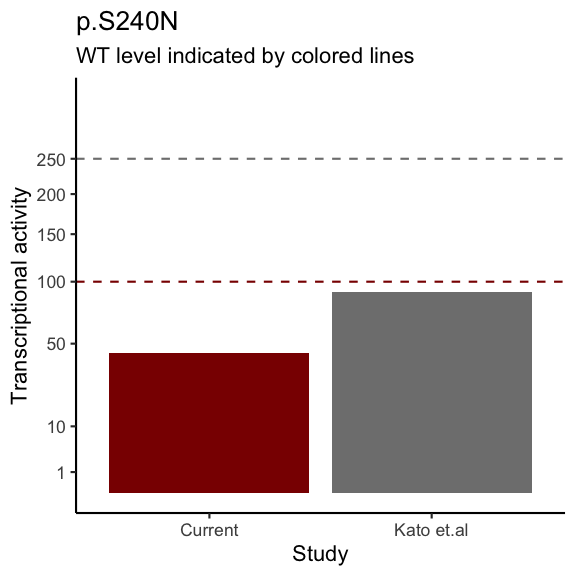 p.S240N
WT level indicated by colored lines
Transcriptional activity
250
200
150
100
50
10
1
Current
Kato et.al
Study